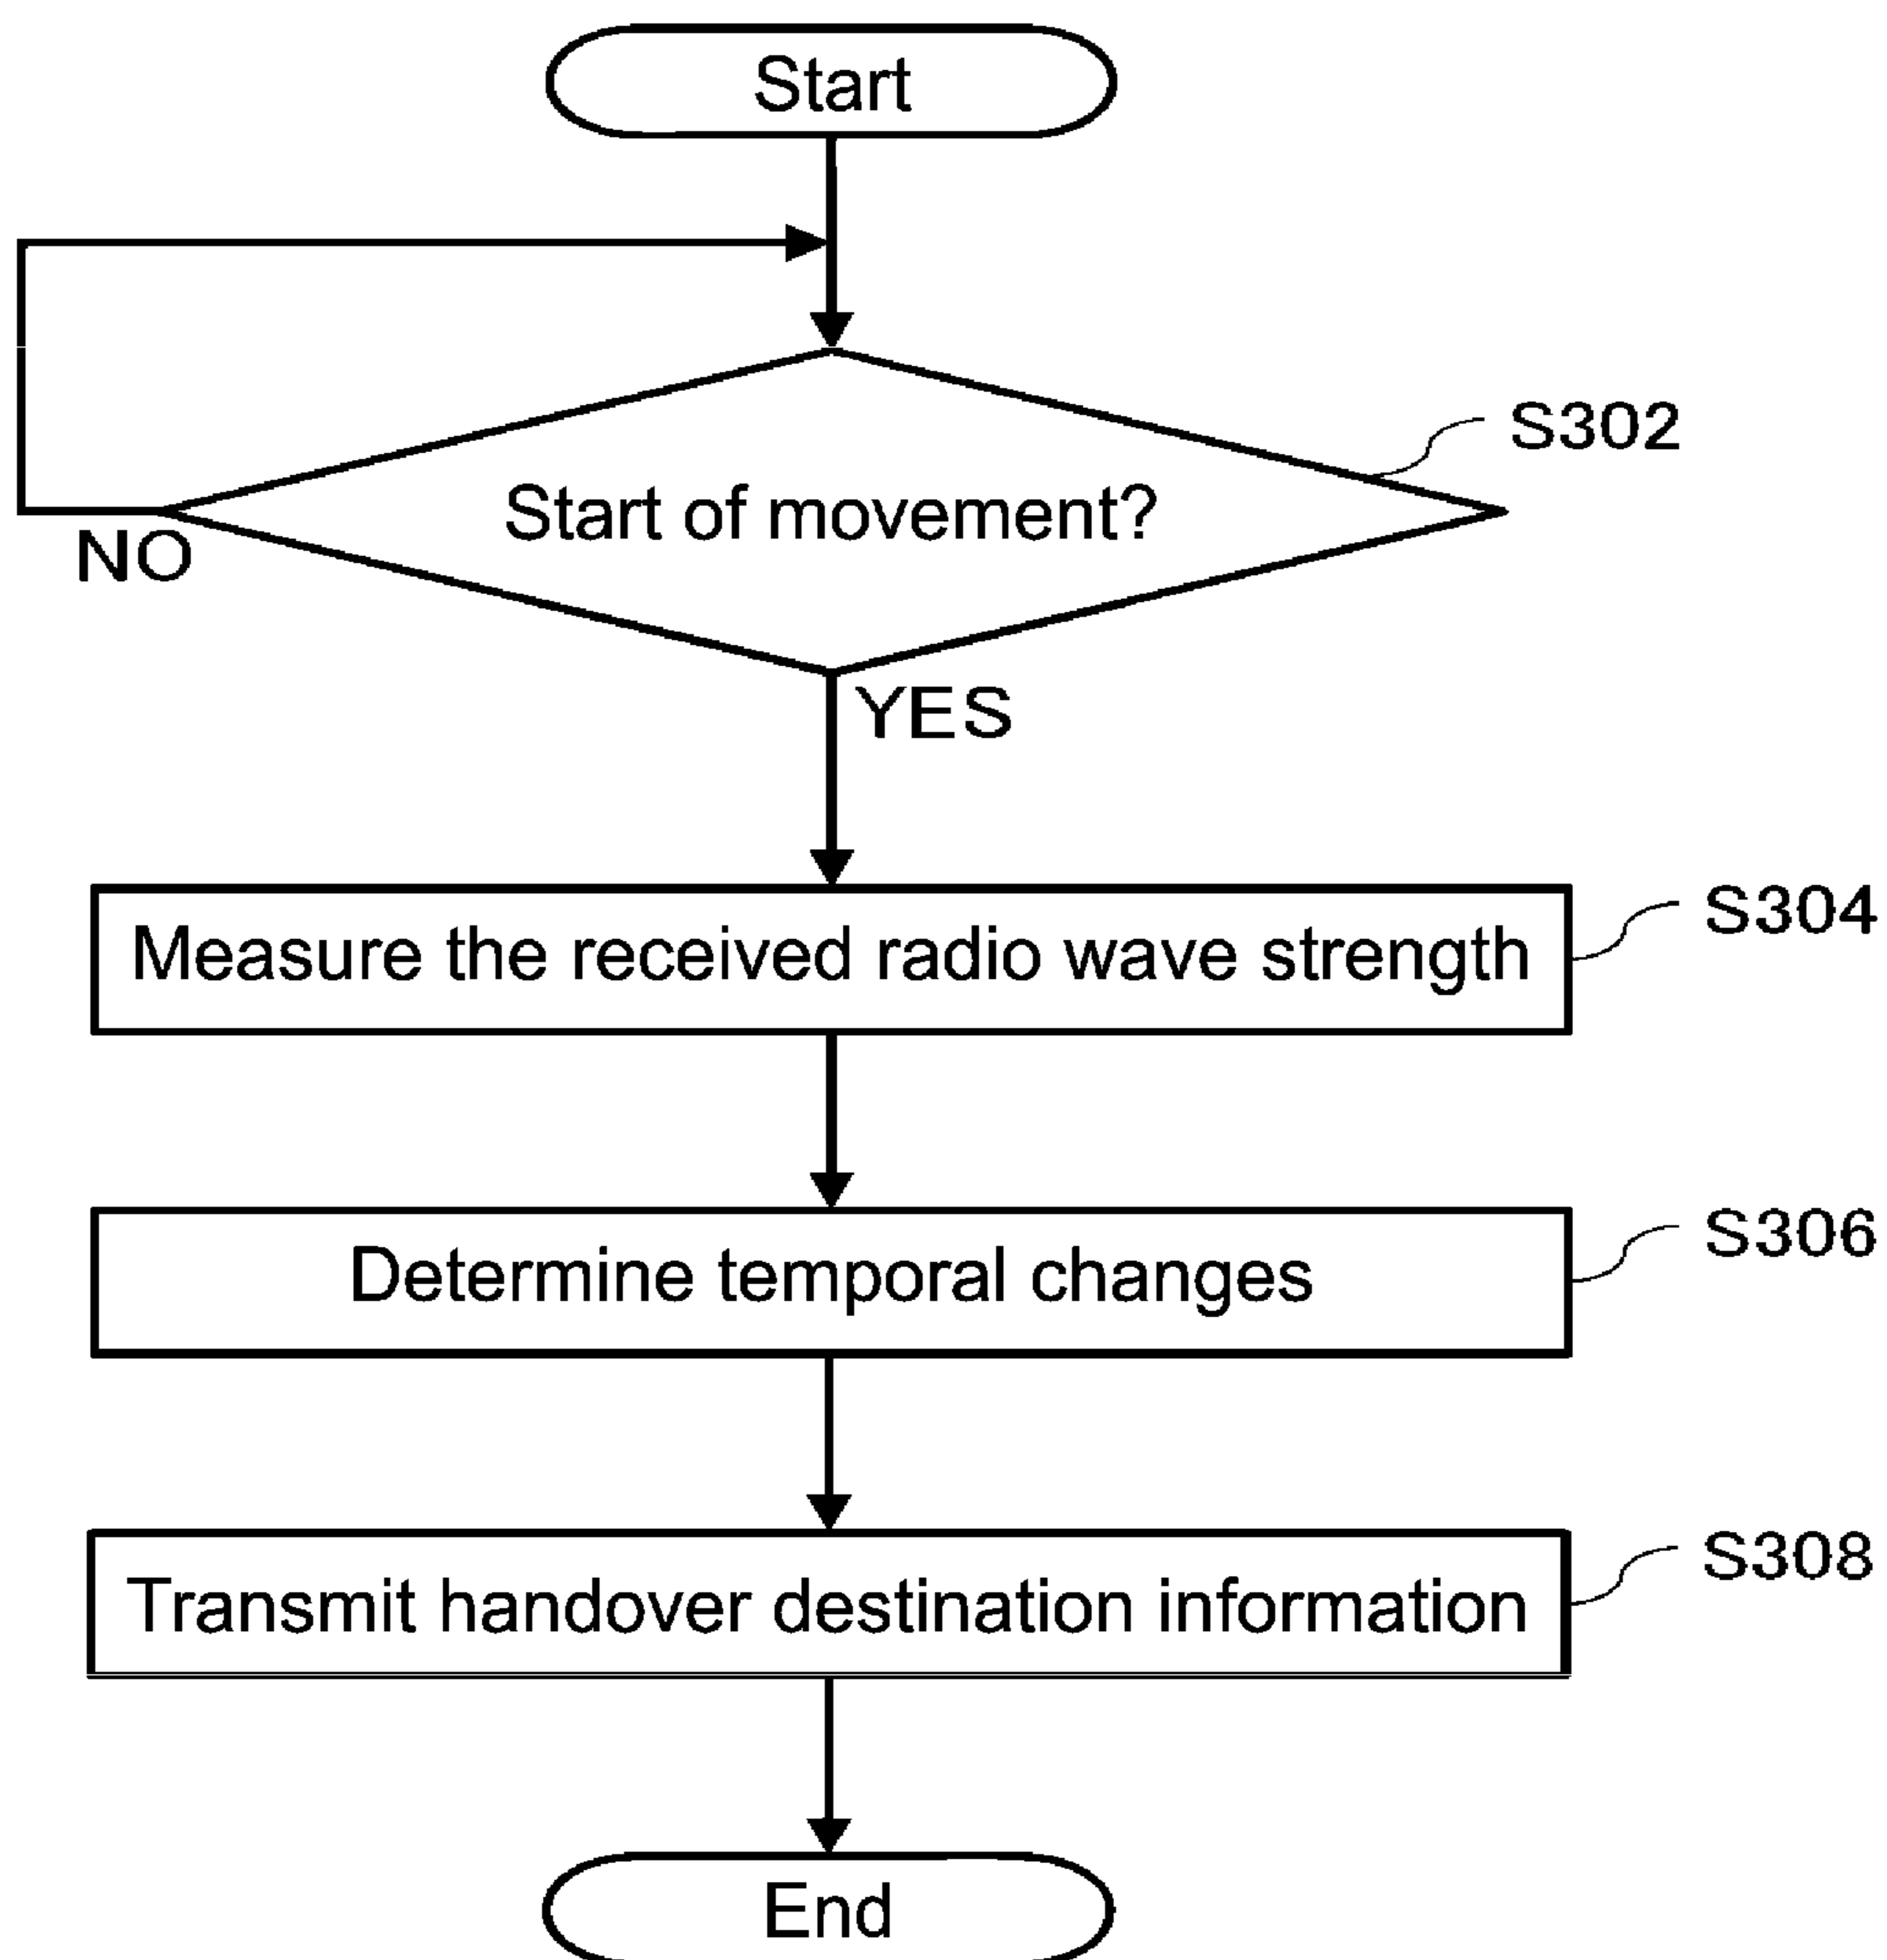 Start
S302
Start of movement?
NO
YES
S304
Measure the received radio wave strength
S306
Determine temporal changes
S308
Transmit handover destination information
End